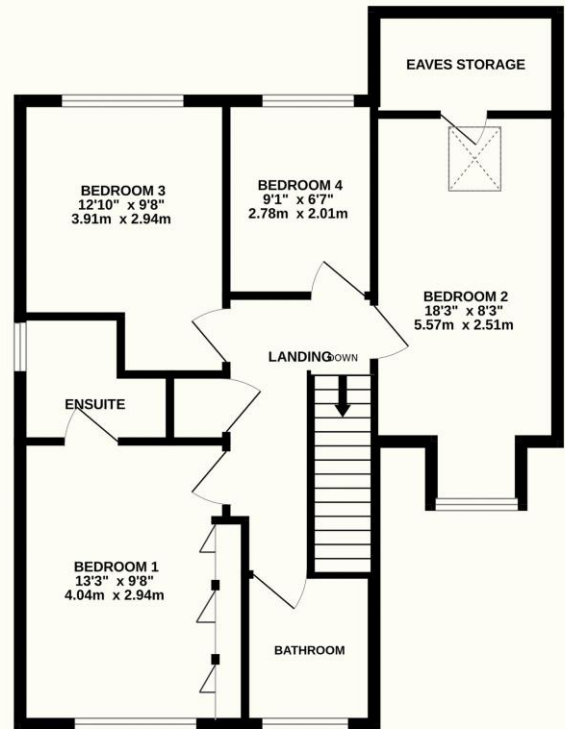 EAVES STORAGE
BEDROOM 3
12'10" x 9'8"
3.91m x 2.94m
BEDROOM 4
9'1" x 6'7"
2.78m x 2.01m
BEDROOM 2
18'3" x 8'3"
5.57m x 2.51m
LANDING
DOWN
ENSUITE
BEDROOM 1
13'3" x 9'8"
4.04m x 2.94m
BATHROOM